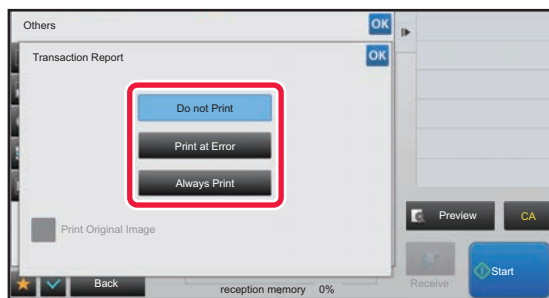 Others
OK
Transaction Report
OK
Do not Print
Print at Error
Always Print
Print Original Image
Preview
CA
Back
reception memory 0%
Receive
Start